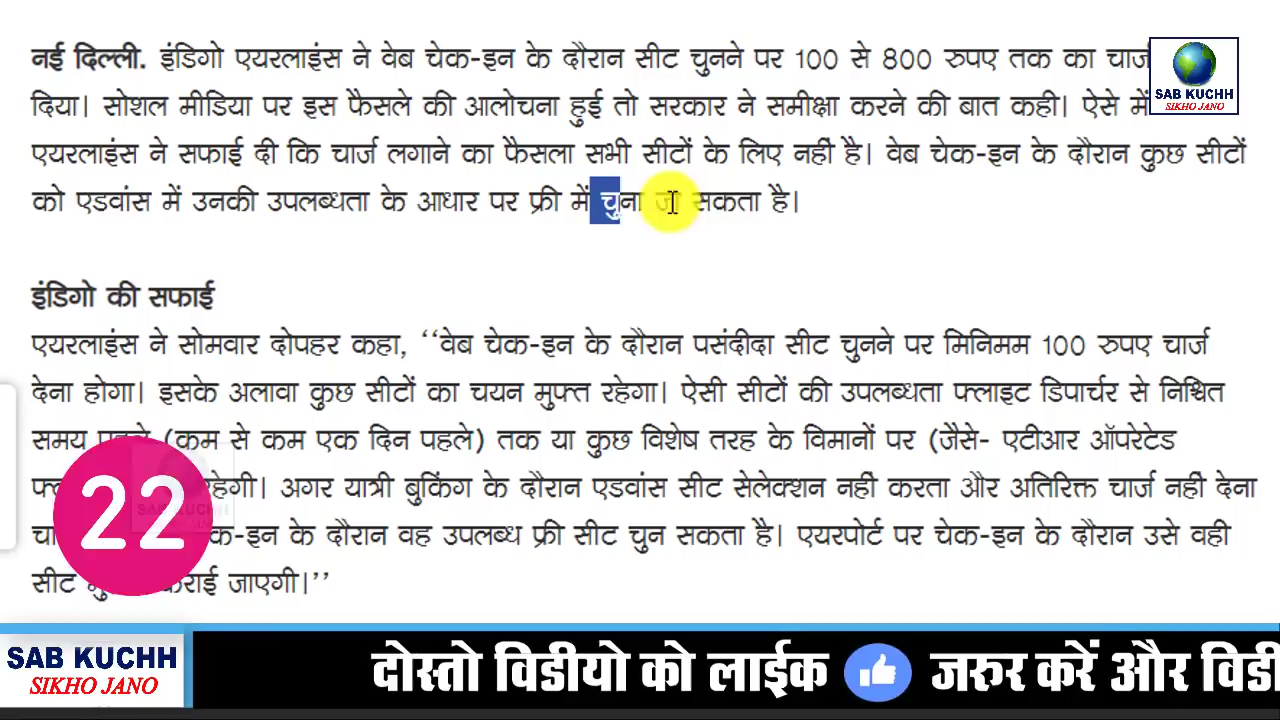 नई दिल्ली. इंडिगो एयरलाइंस ने वेब चेक-इन के दौरान सीट चुनने पर 100 से 800 रुपए तक का चार्ज
SAB KUCHH
SIKHO JANO
दिया। सोशल मीडिया पर इस फैसले की आलोचना हुई तो सरकार ने समीक्षा करने की बात कही। ऐसे में
एयरलाइंस ने सफाई दी कि चार्ज लगाने का फैसला सभी सीटों के लिए नहीं है। वेब चेक-इन के दौरान कुछ सीटों
को एडवांस में उनकी उपलब्धता के आधार पर फ्री में चुना जा सकता है।
इंडिगो की सफाई
एयरलाइंस ने सोमवार दोपहर कहा, ‘‘वेब चेक-इन के दौरान पसंदीदा सीट चुनने पर मिनिमम 100 रुपए चार्ज
देना होगा। इसके अलावा कुछ सीटों का चयन मुफ्त रहेगा। ऐसी सीटों की उपलब्धता फ्लाइट डिपार्चर से निश्चित
समय पहले (कम से कम एक दिन पहले) तक या कुछ विशेष तरह के विमानों पर (जैसे- एटीआर ऑपरेटेड
रहेगी। अगर यात्री बुकिंग के दौरान एडवांस सीट सेलेक्शन नहीं करता और अतिरिक्त चार्ज नहीं देना
22
क-इन के दौरान वह उपलब्ध फ्री सीट चुन सकता है। एयरपोर्ट पर चेक-इन के दौरान उसे वही
सीट कराई जाएगी।’’
SAB KUCHH
SIKHO JANO
दोस्तो विडीयो को लाईक जरुर करें और विडी